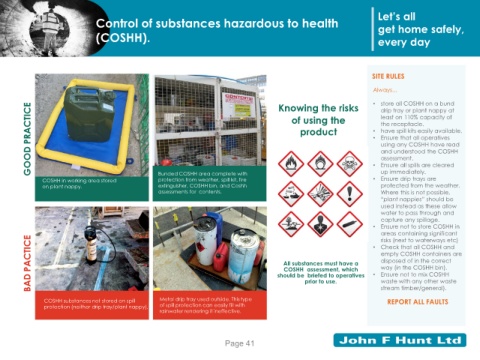 Control of substances hazardous to health
(COSHH).
Let's all
get home safely,
every day
GOOD PRACTICE
COSHH in working area stored
on plant nappy.
Bunded COSHH area complete with
protection from weather, spill kit, fire
extinguisher, COSHH bin, and Coshh
assessments for contents.
BAD PACTICE
COSHH substances not stored on spill
protection (neither drip tray/plant nappy).
Metal drip tray used outside. This type
of spill protection can easily fill with
rainwater rendering it ineffective.
Knowing the risks
of using the
product
All substances must have a
COSHH assessment, which
should be briefed to operatives
prior to use.
SITE RULES
Always...
• store all COSHH on a bund
drip tray or plant nappy at
least an 110% capacity of
the receptacle.
• have spill kits easily available.
• Ensure that all operatives
using any COSHH have read
and understood the COSHH
assessment.
• Ensure all spills are cleared
up immediately.
• Ensure drip trays are
protected from the weather.
Where this is not possible,
"plant nappies" should be
used instead as these allow
water to pass through and
capture any spillage.
• Ensure not to store COSHH in
areas containing significant
risks (next to waterways etc)
• Check that all COSHH and
empty COSHH containers are
disposed of in the correct
way (in the COSHH bin).
• Ensure not to mix COSHH
waste with any other waste
stream timber/general).
REPORT ALL FAULTS
Page 41
John F Hunt Ltd